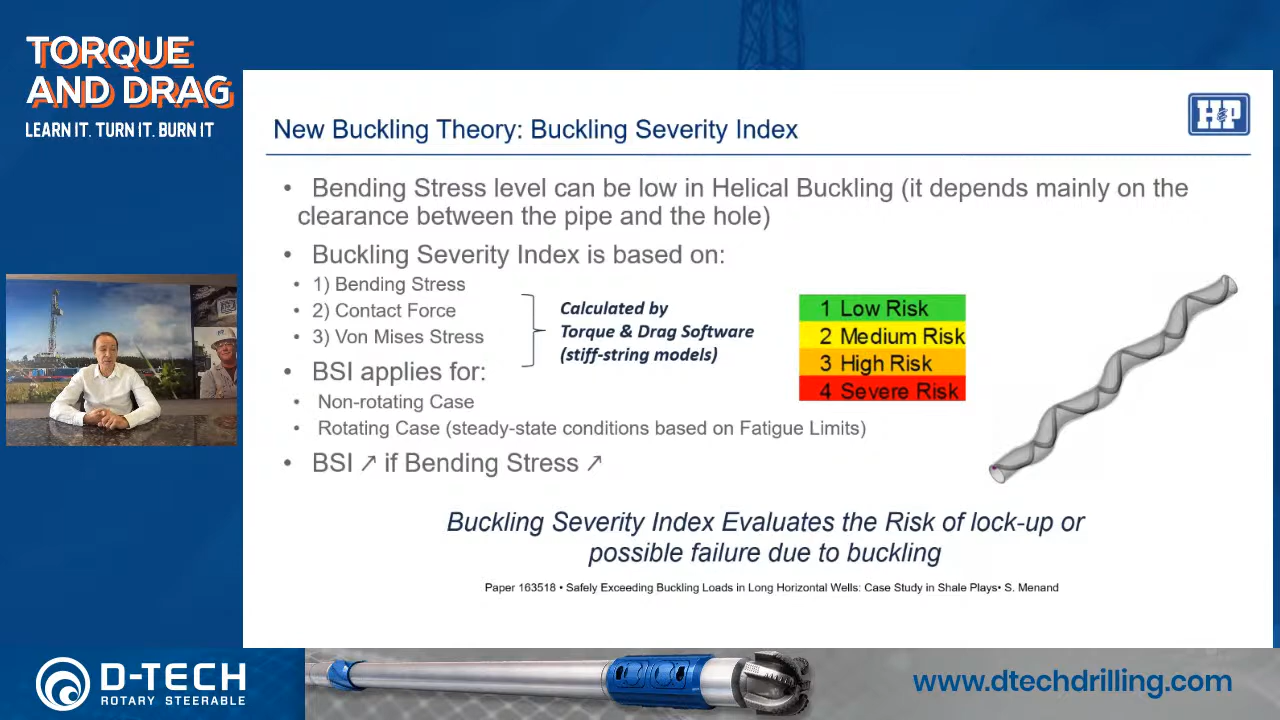 TORQUE
AND DRAG
LEARN IT. TURN IT. BURN IT
H&P
New Buckling Theory: Buckling Severity Index
• Bending Stress level can be low in Helical Buckling (it depends mainly on the
clearance between the pipe and the hole)
• Buckling Severity Index is based on:
• 1) Bending Stress
• 2) Contact Force
• 3) Von Mises Stress
Calculated by
Torque & Drag Software
(stiff-string models)
1 Low Risk
2 Medium Risk
3 High Risk
4 Severe Risk
• BSI applies for:
• Non-rotating Case
• Rotating Case (steady-state conditions based on Fatigue Limits)
• BSI ↗ if Bending Stress ↗
Buckling Severity Index Evaluates the Risk of lock-up or
possible failure due to buckling
Paper 163518 • Safely Exceeding Buckling Loads in Long Horizontal Wells: Case Study in Shale Plays• S. Menand
D-TECH
ROTARY STEERABLE
www.dtechdrilling.com